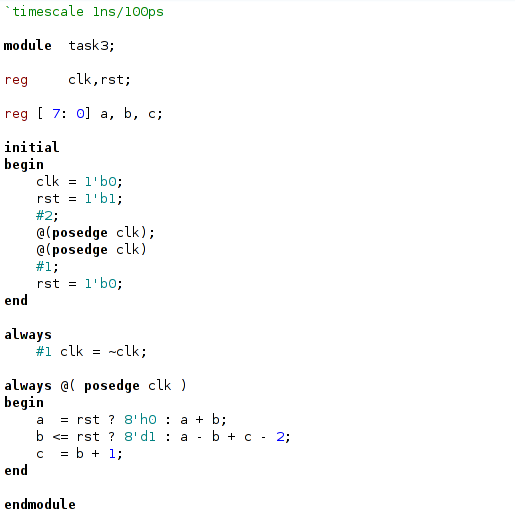 `timescale 1ns/100ps
module  task3;
reg     clk,rst;
reg [ 7: 0] a, b, c;
initial
begin
    clk = 1'b0;
    rst = 1'b1;
    #2;
    @(posedge clk);
    @(posedge clk)
    #1;
    rst = 1'b0;
end
always
    #1 clk = ~clk;
always @( posedge clk )
begin
    a  = rst ? 8'h0 : a + b;
    b <= rst ? 8'd1 : a - b + c - 2;
    c  = b + 1;
end
endmodule